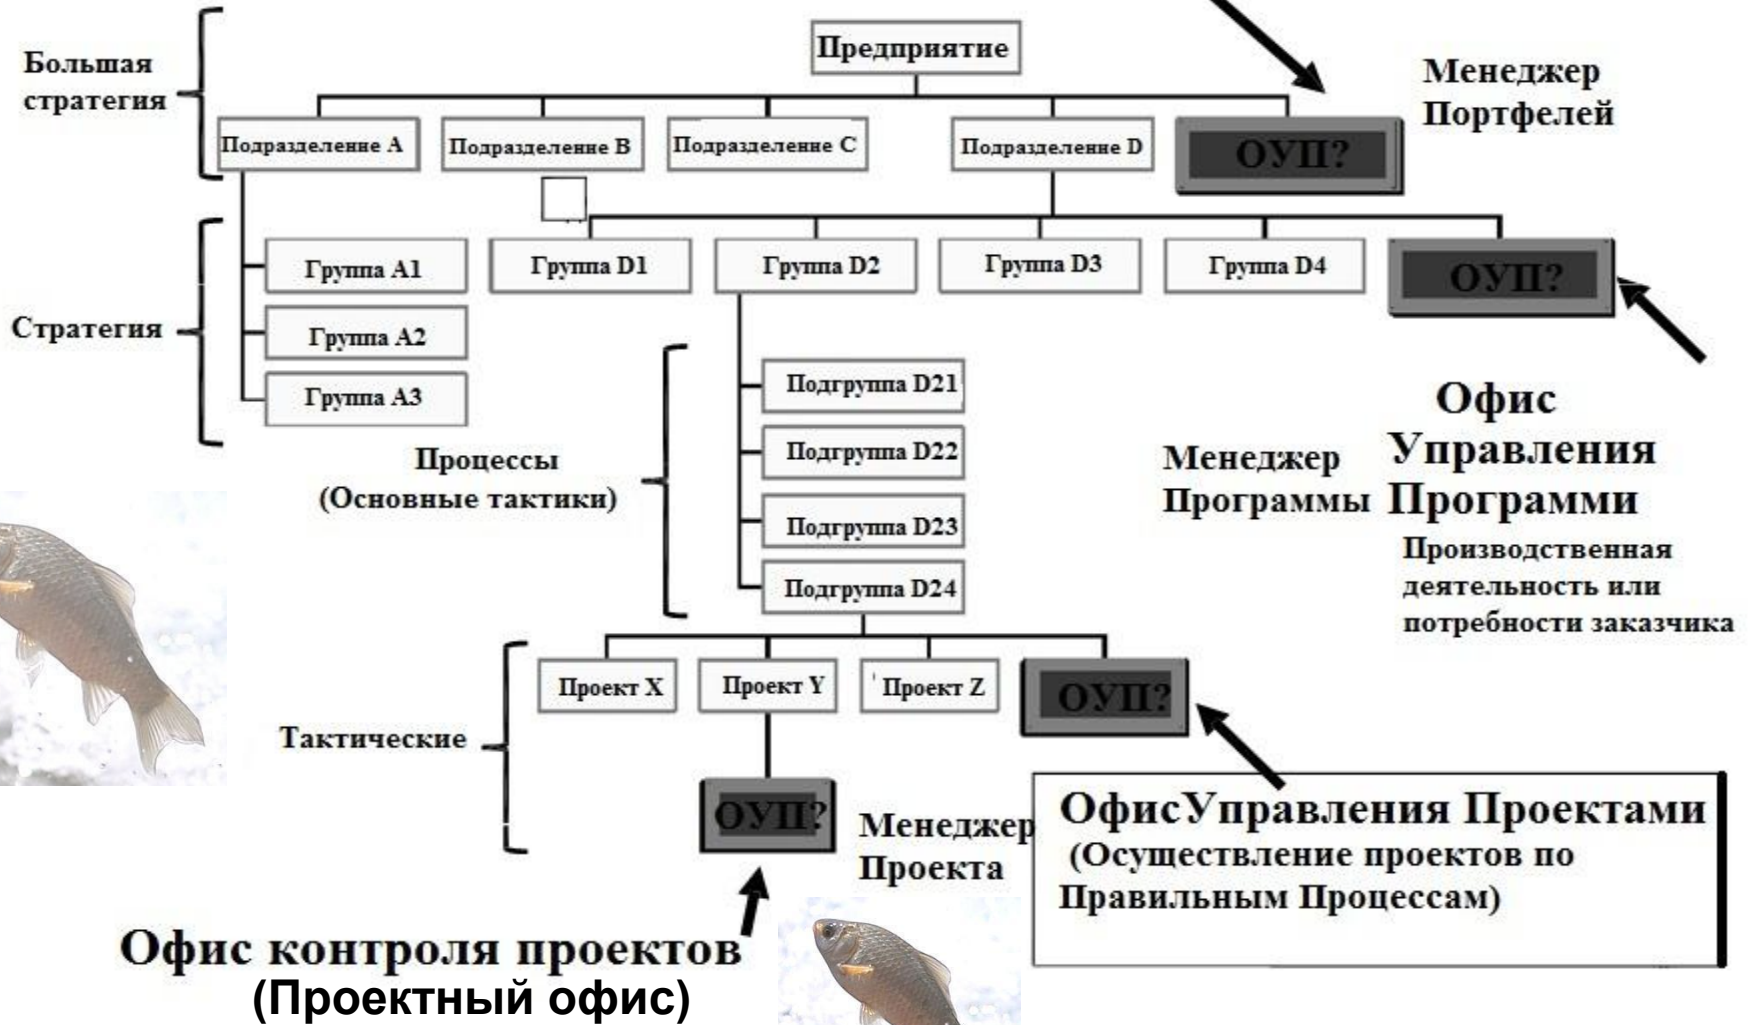 Большая
стратегия
Предприятие
Менеджер
Портфелей
Подразделение A
Подразделение B
Подразделение C
Подразделение D
ОУП?
Стратегия
Группа A1
Группа A2
Группа A3
Группа D1
Группа D2
Группа D3
Группа D4
ОУП?
Процессы
(Основные тактики)
Подгруппа D21
Подгруппа D22
Подгруппа D23
Подгруппа D24
Менеджер
Программы
Офис
Управления
Программи
Производственная
деятельность или
потребности заказчика
Тактические
Проект X
Проект Y
Проект Z
ОУП?
ОУП?
Менеджер
Проекта
ОфисУправления Проектами
(Осуществление проектов по
Правильным Процессам)
Офис контроля проектов
(Проектный офис)